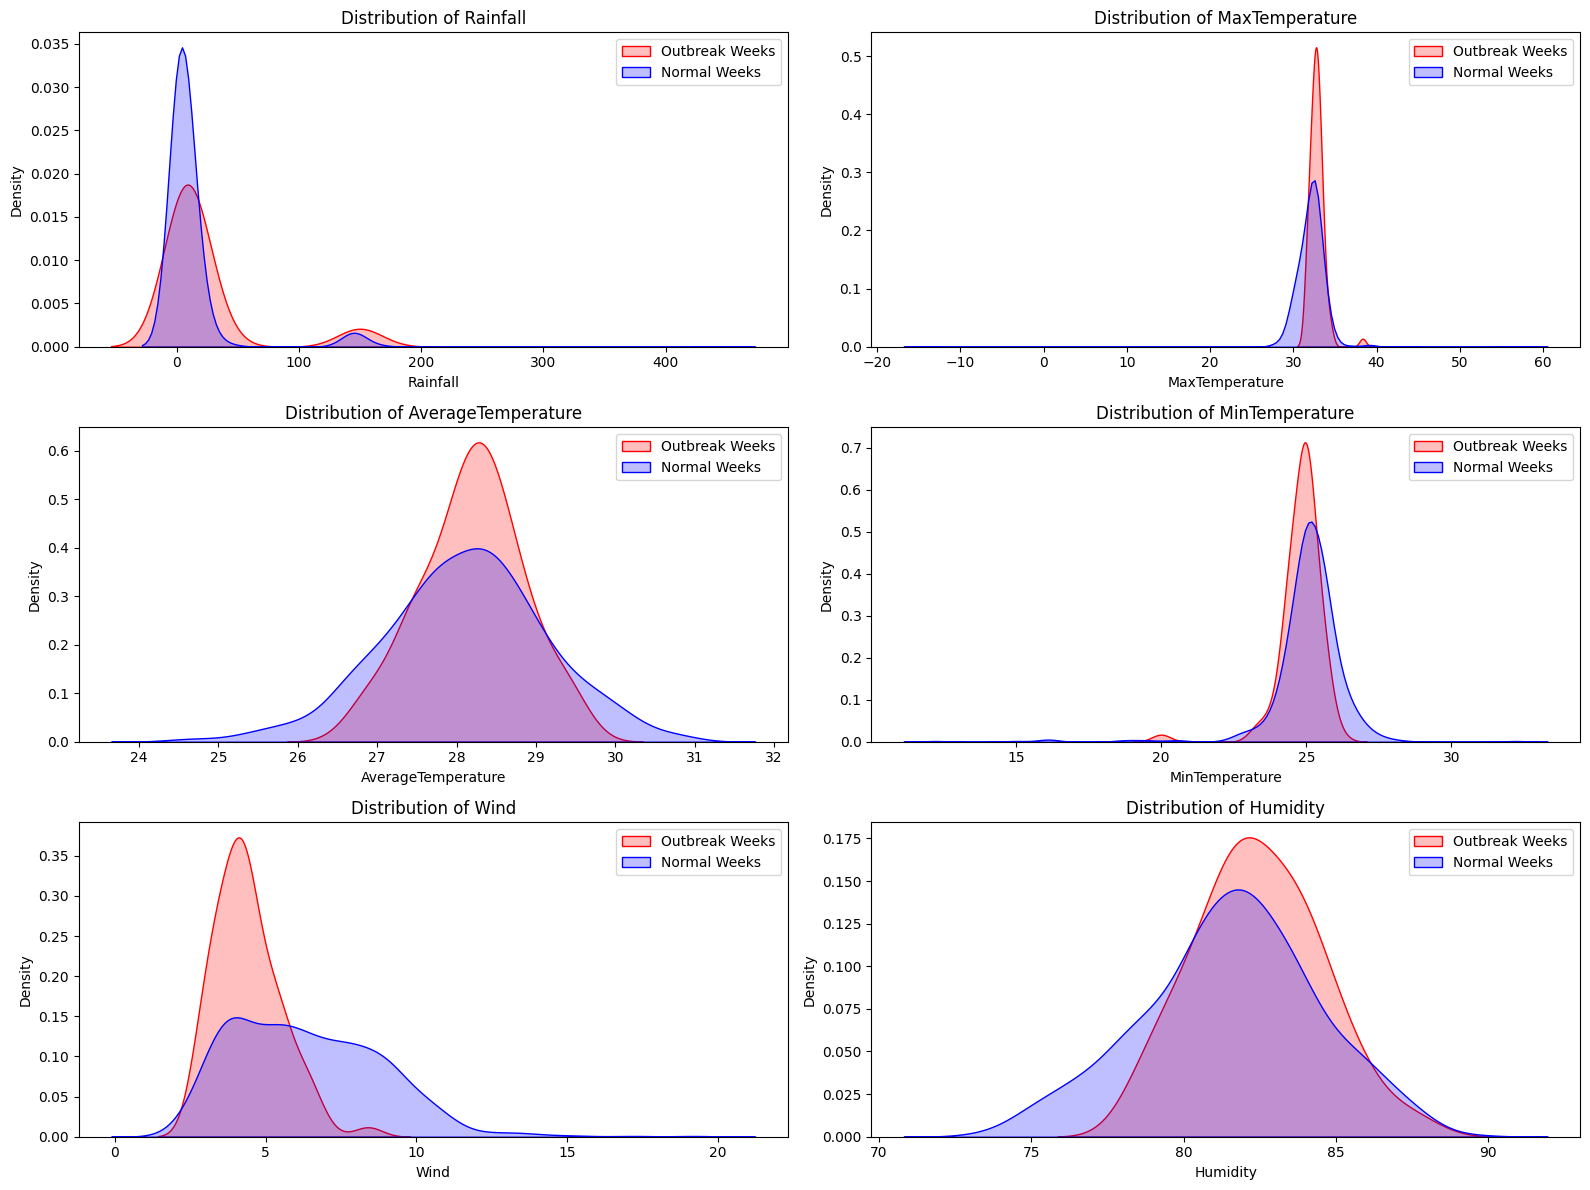 Distribution of Rainfall
Density
0.035
0.030
0.025
0.020
0.015
0.010
0.005
0.000
Outbreak Weeks
Normal Weeks
0 100 200 300 400
Rainfall
Distribution of MaxTemperature
Density
0.5
0.4
0.3
0.2
0.1
0.0
Outbreak Weeks
Normal Weeks
−20 −10 0 10 20 30 40 50 60
MaxTemperature
Distribution of AverageTemperature
Density
0.6
0.5
0.4
0.3
0.2
0.1
0.0
Outbreak Weeks
Normal Weeks
24 25 26 27 28 29 30 31 32
AverageTemperature
Distribution of MinTemperature
Density
0.7
0.6
0.5
0.4
0.3
0.2
0.1
0.0
Outbreak Weeks
Normal Weeks
15 20 25 30
MinTemperature
Distribution of Wind
Density
0.35
0.30
0.25
0.20
0.15
0.10
0.05
0.00
Outbreak Weeks
Normal Weeks
0 5 10 15 20
Wind
Distribution of Humidity
Density
0.175
0.150
0.125
0.100
0.075
0.050
0.025
0.000
Outbreak Weeks
Normal Weeks
70 75 80 85 90
Humidity